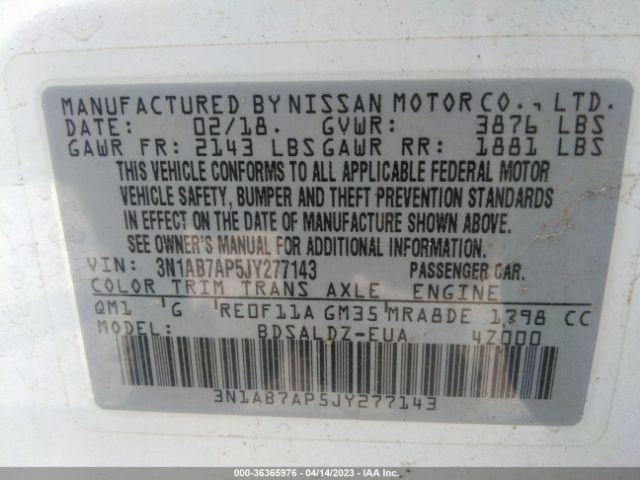 MANUFACTURED BY NISSAN MOTOR CO., LTD.
DATE: 02/18. GVWR: 3876 LBS
GAWR FR: 2143 LBS GAWR RR: 1881 LBS
THIS VEHICLE CONFORMS TO ALL APPLICABLE FEDERAL MOTOR
VEHICLE SAFETY, BUMPER AND THEFT PREVENTION STANDARDS
IN EFFECT ON THE DATE OF MANUFACTURE SHOWN ABOVE.
SEE OWNER'S MANUAL FOR ADDITIONAL INFORMATION.
VIN: 3N1AB7AP5JY277143 PASSENGER CAR.
COLOR TRIM TRANS AXLE ENGINE
QM1 G RE0F11A GM35 MRA8DE 1798 CC
MODEL: BDSALDZ-EUA 4Z000
3N1AB7AP5JY277143
000-36365976 - 04/14/2023 - IAA Inc.